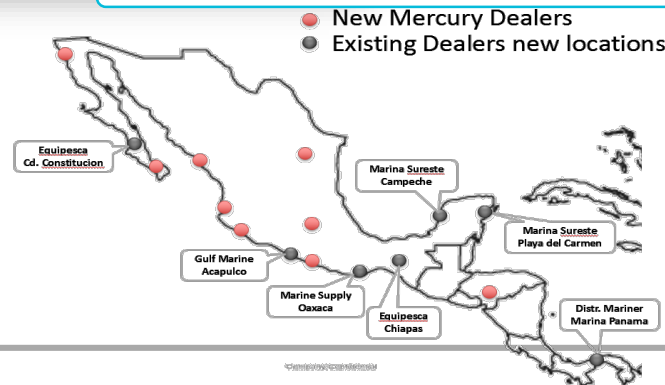 New Mercury Dealers
Existing Dealers new locations
Equipesca
Cd. Constitucion
Marina Sureste
Campeche
Marina Sureste
Playa del Carmen
Gulf Marine
Acapulco
Marine Supply
Oaxaca
Equipesca
Chiapas
Distr. Mariner
Marina Panama